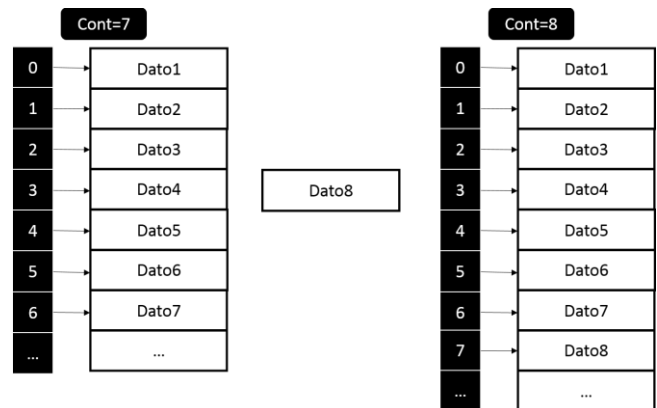 Cont=7
0 Dato1
1 Dato2
2 Dato3
3 Dato4
4 Dato5
5 Dato6
6 Dato7
... ...
Dato8
Cont=8
0 Dato1
1 Dato2
2 Dato3
3 Dato4
4 Dato5
5 Dato6
6 Dato7
7 Dato8
... ...